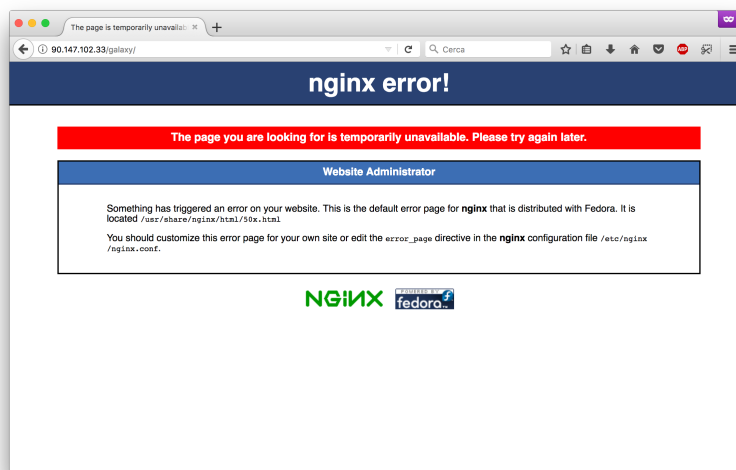 The page is temporarily unavailab
90.147.102.33/galaxy/
Cerca
ABP
nginx error!
The page you are looking for is temporarily unavailable. Please try again later.
Website Administrator
Something has triggered an error on your website. This is the default error page for nginx that is distributed with Fedora. It is
located /usr/share/nginx/html/50x.html
You should customize this error page for your own site or edit the error_page directive in the nginx configuration file /etc/nginx
/nginx.conf.
NGINX
POWERED BY
fedora